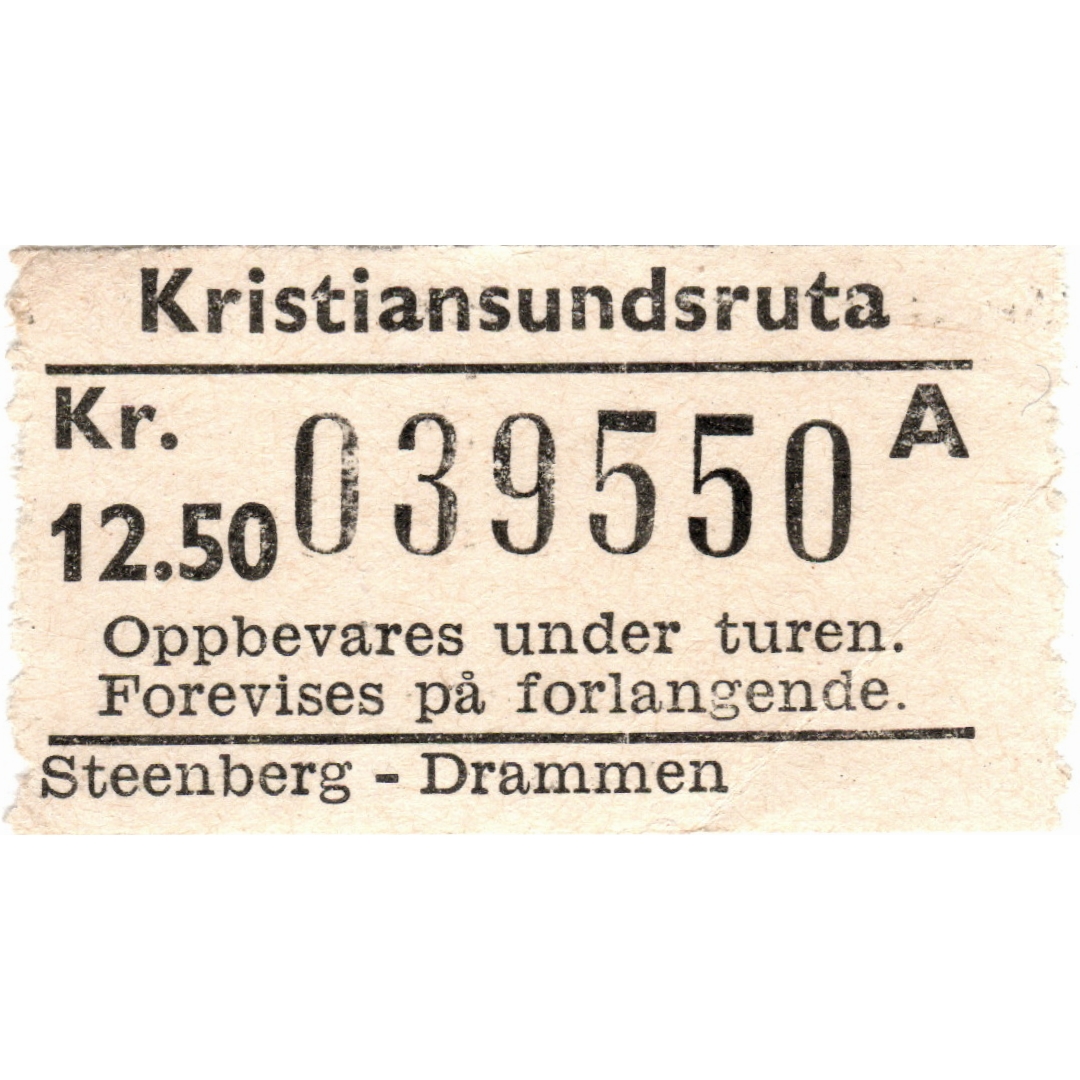 Kristiansundsruta
Kr. A
12.50 039550
Oppbevares under turen.
Forevises på forlangende.
Steenberg - Drammen